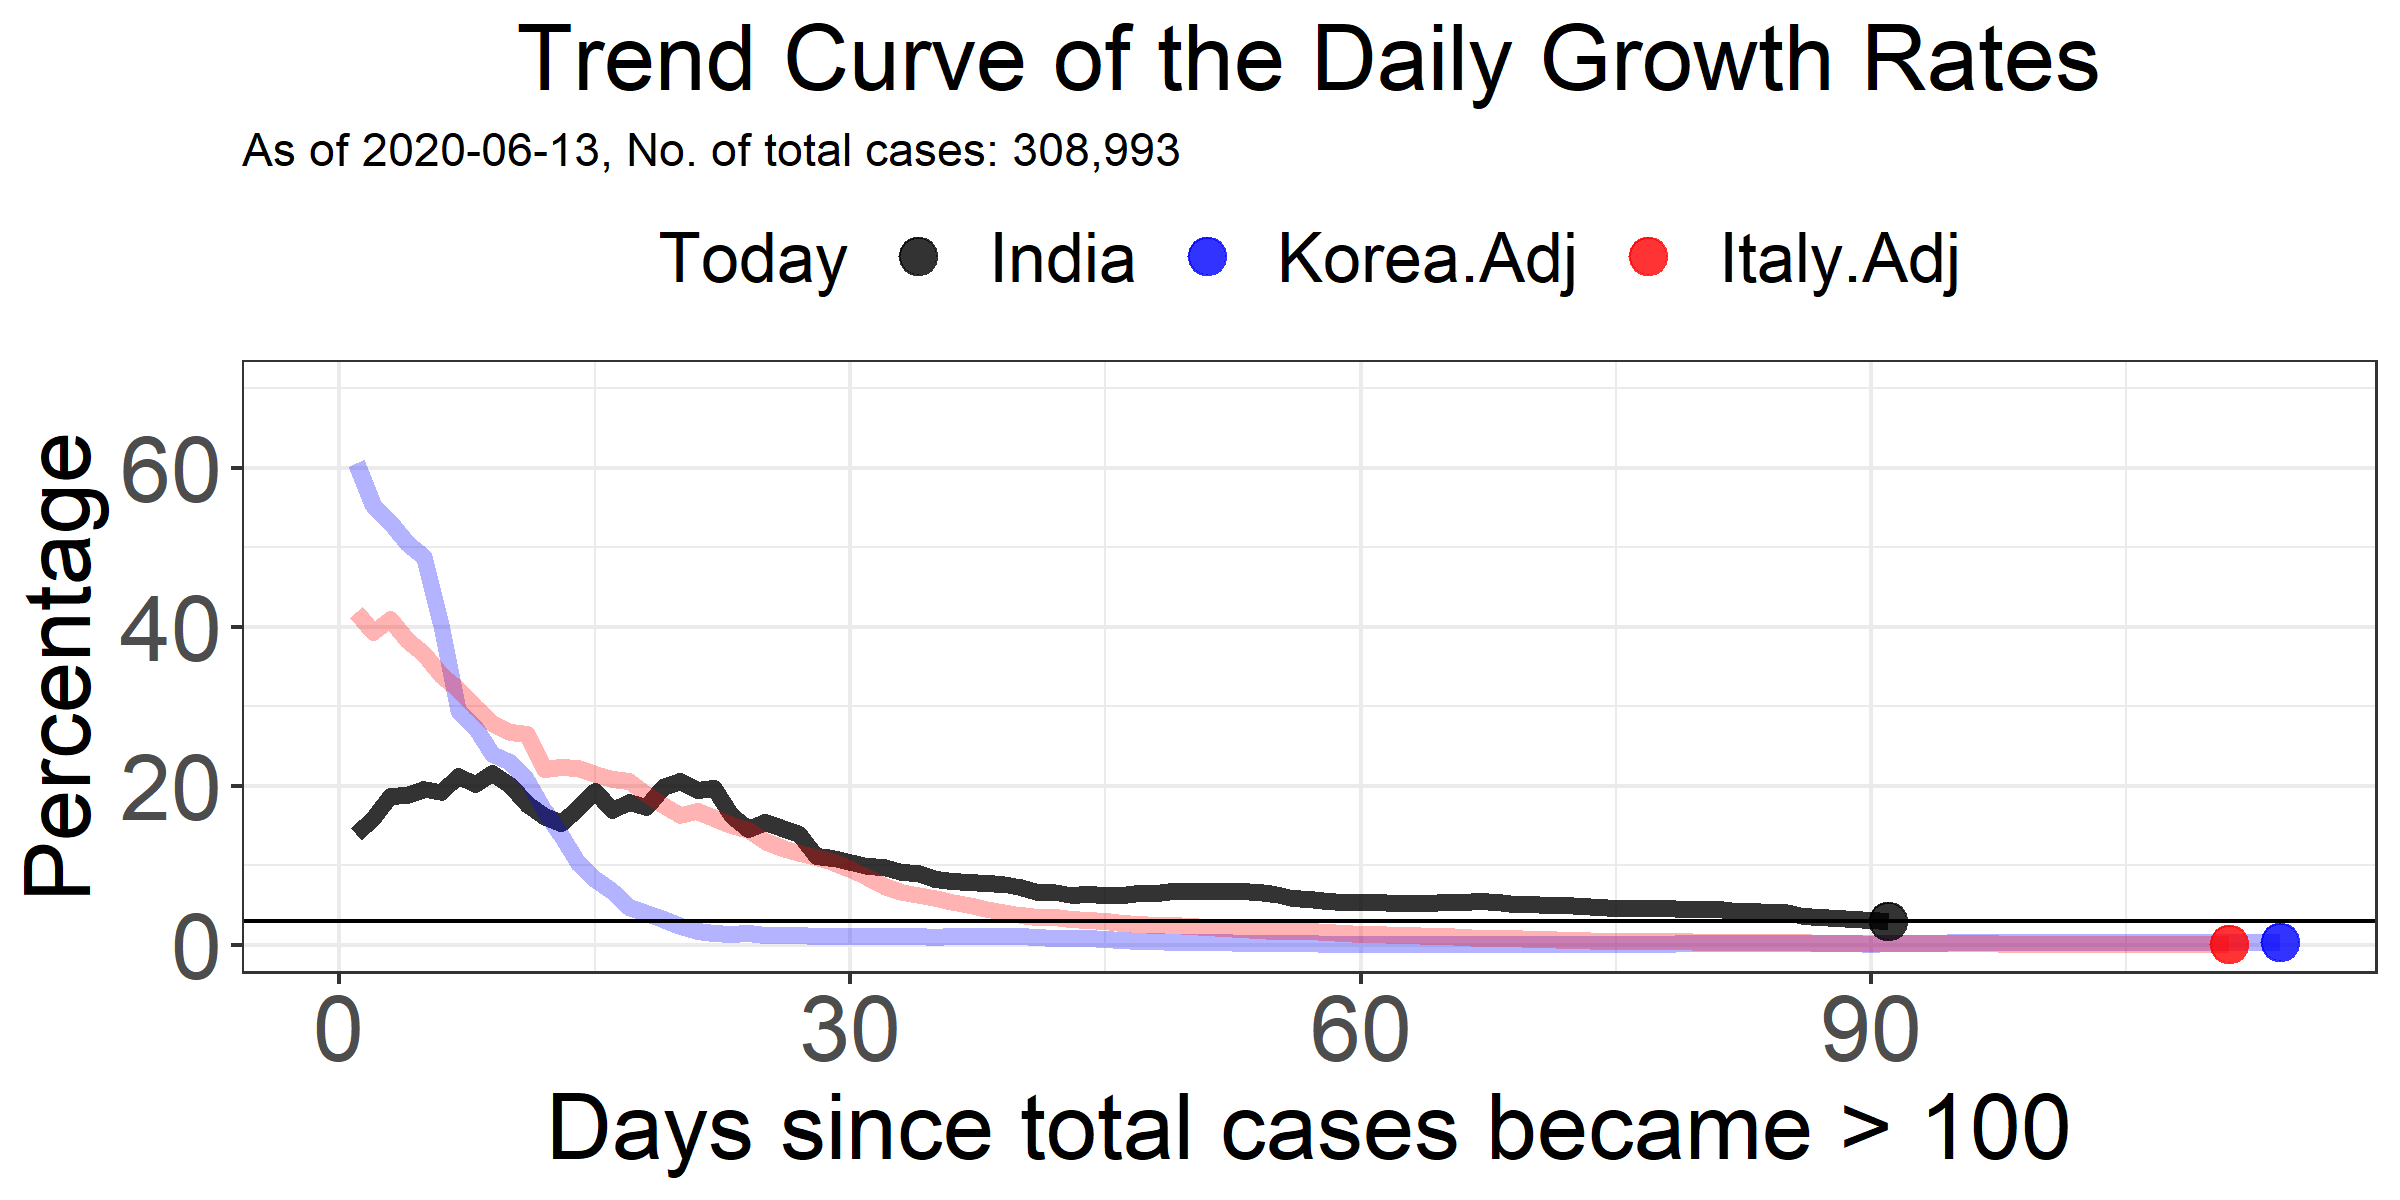 Trend Curve of the Daily Growth Rates
As of 2020-06-13, No. of total cases: 308,993
Today India Korea.Adj Italy.Adj
Percentage
60
40
20
0
0 30 60 90
Days since total cases became > 100